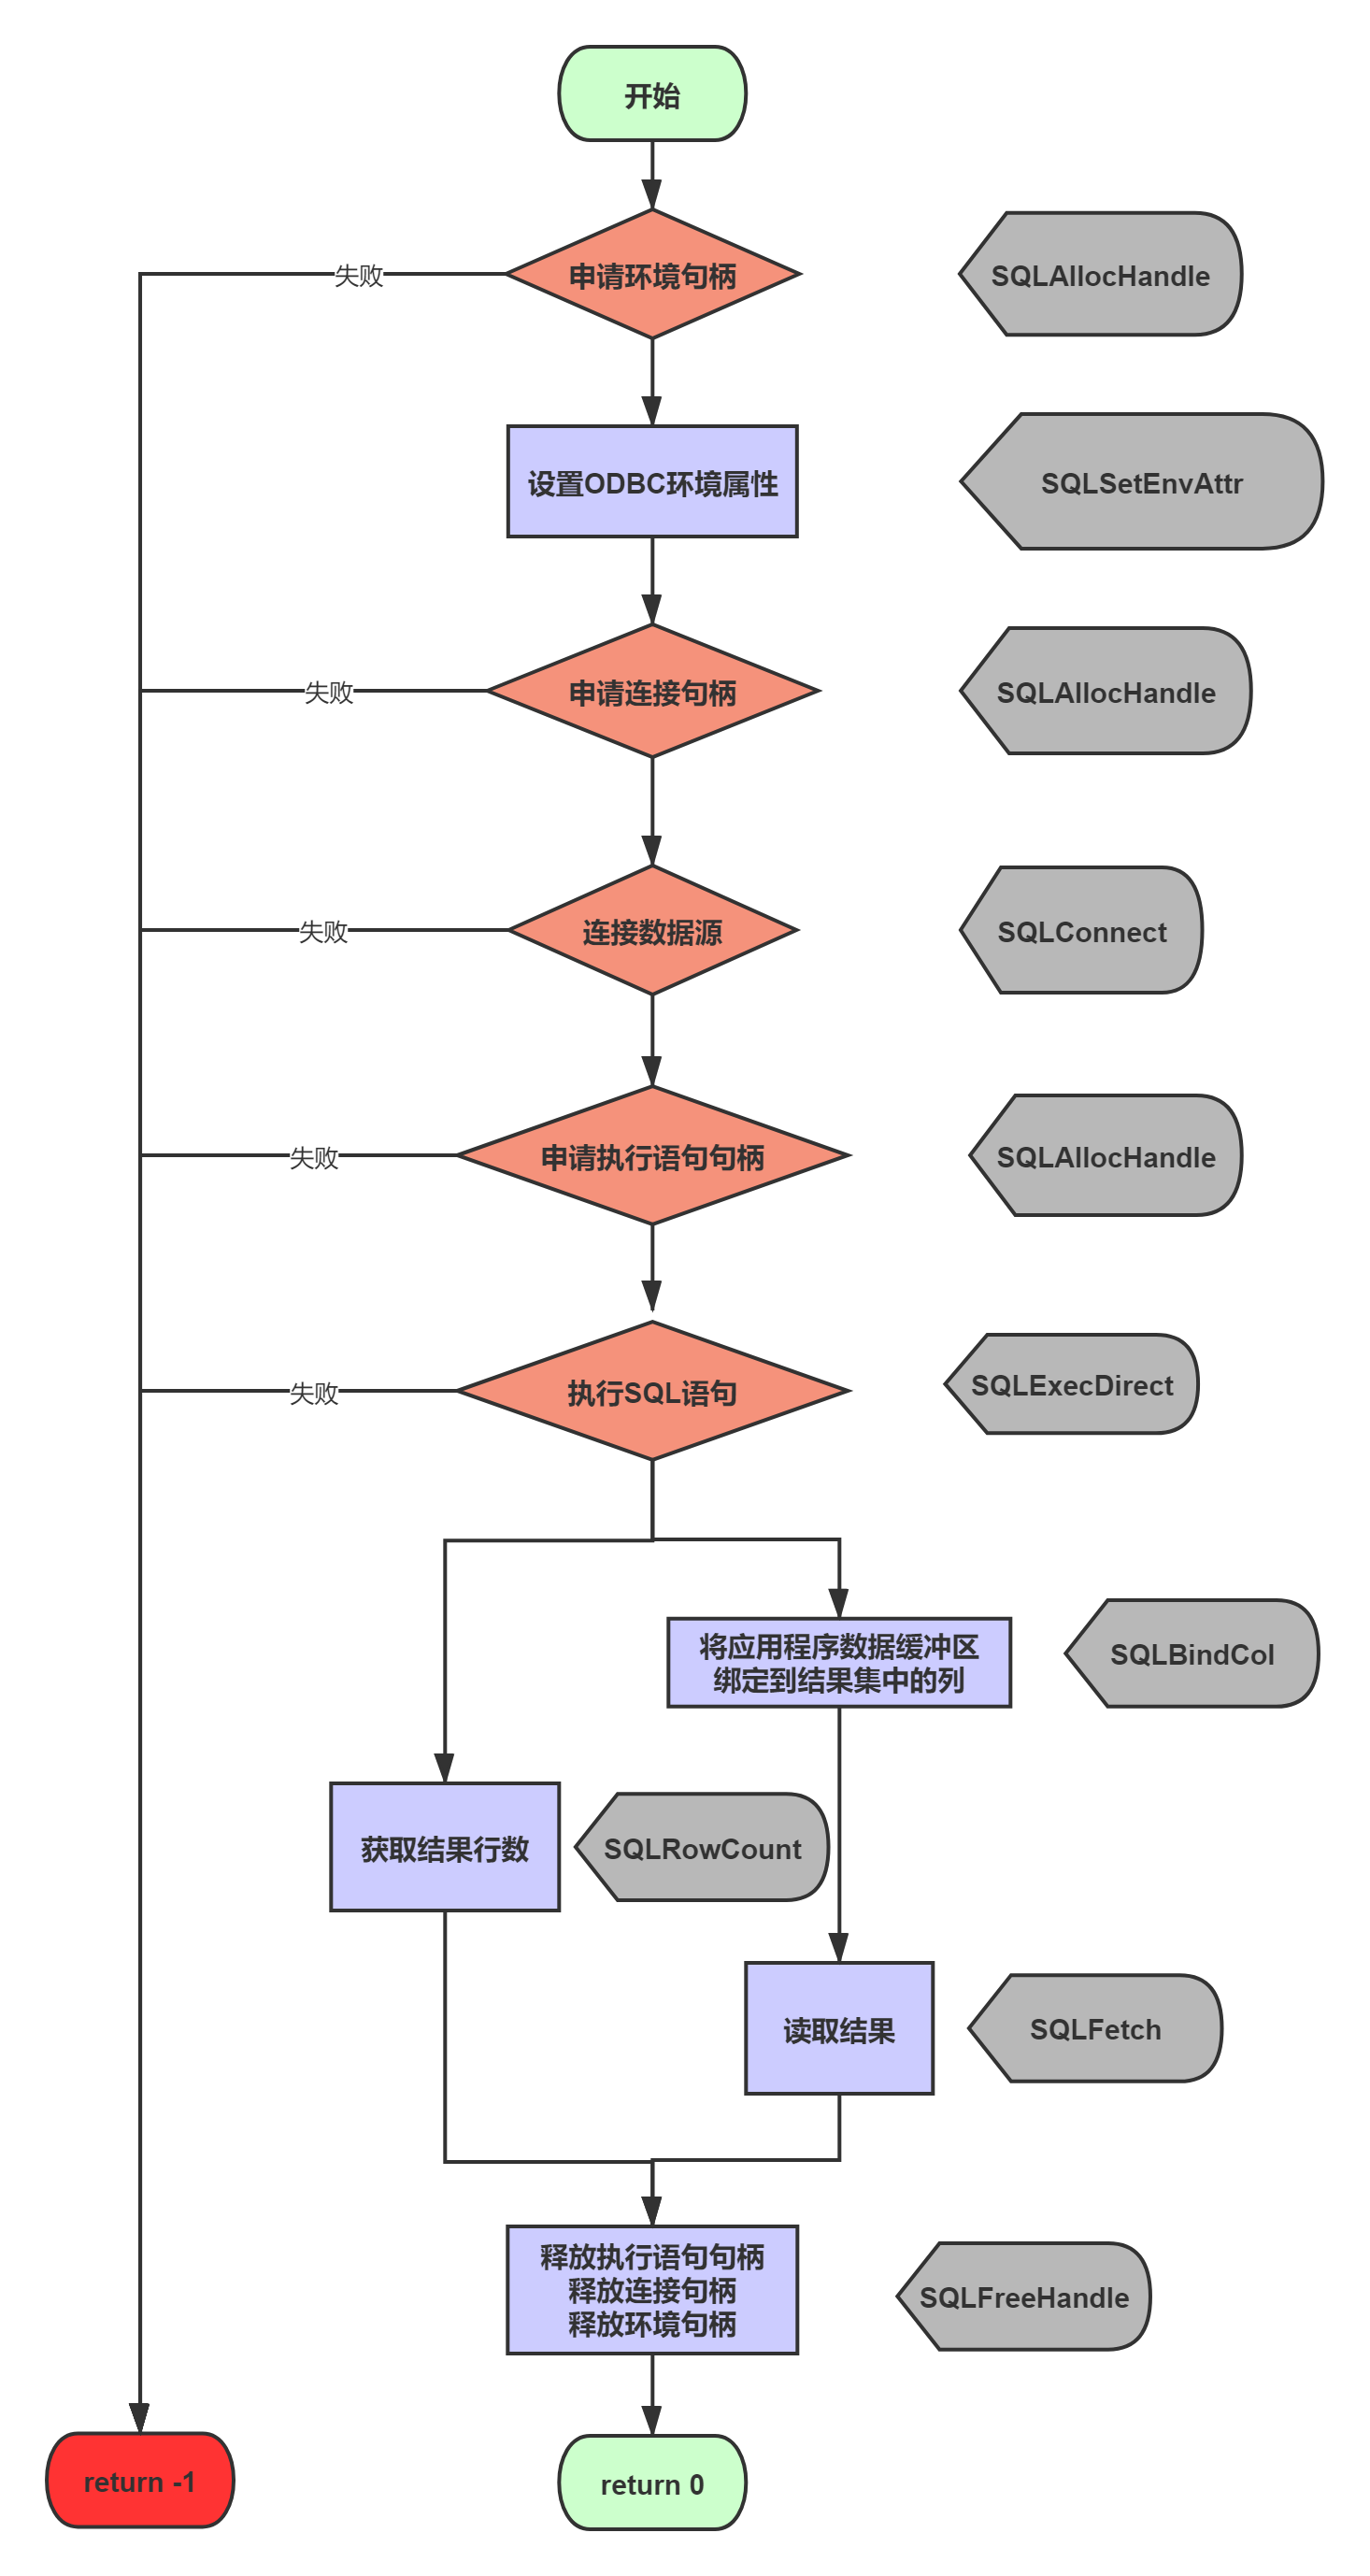 开始
申请环境句柄
失败
SQLAllocHandle
设置ODBC环境属性
SQLSetEnvAttr
申请连接句柄
失败
SQLAllocHandle
连接数据源
失败
SQLConnect
申请执行语句句柄
失败
SQLAllocHandle
执行SQL语句
失败
SQLExecDirect
将应用程序数据缓冲区
绑定到结果集中的列
SQLBindCol
获取结果行数
SQLRowCount
读取结果
SQLFetch
释放执行语句句柄
释放连接句柄
释放环境句柄
SQLFreeHandle
return -1
return 0